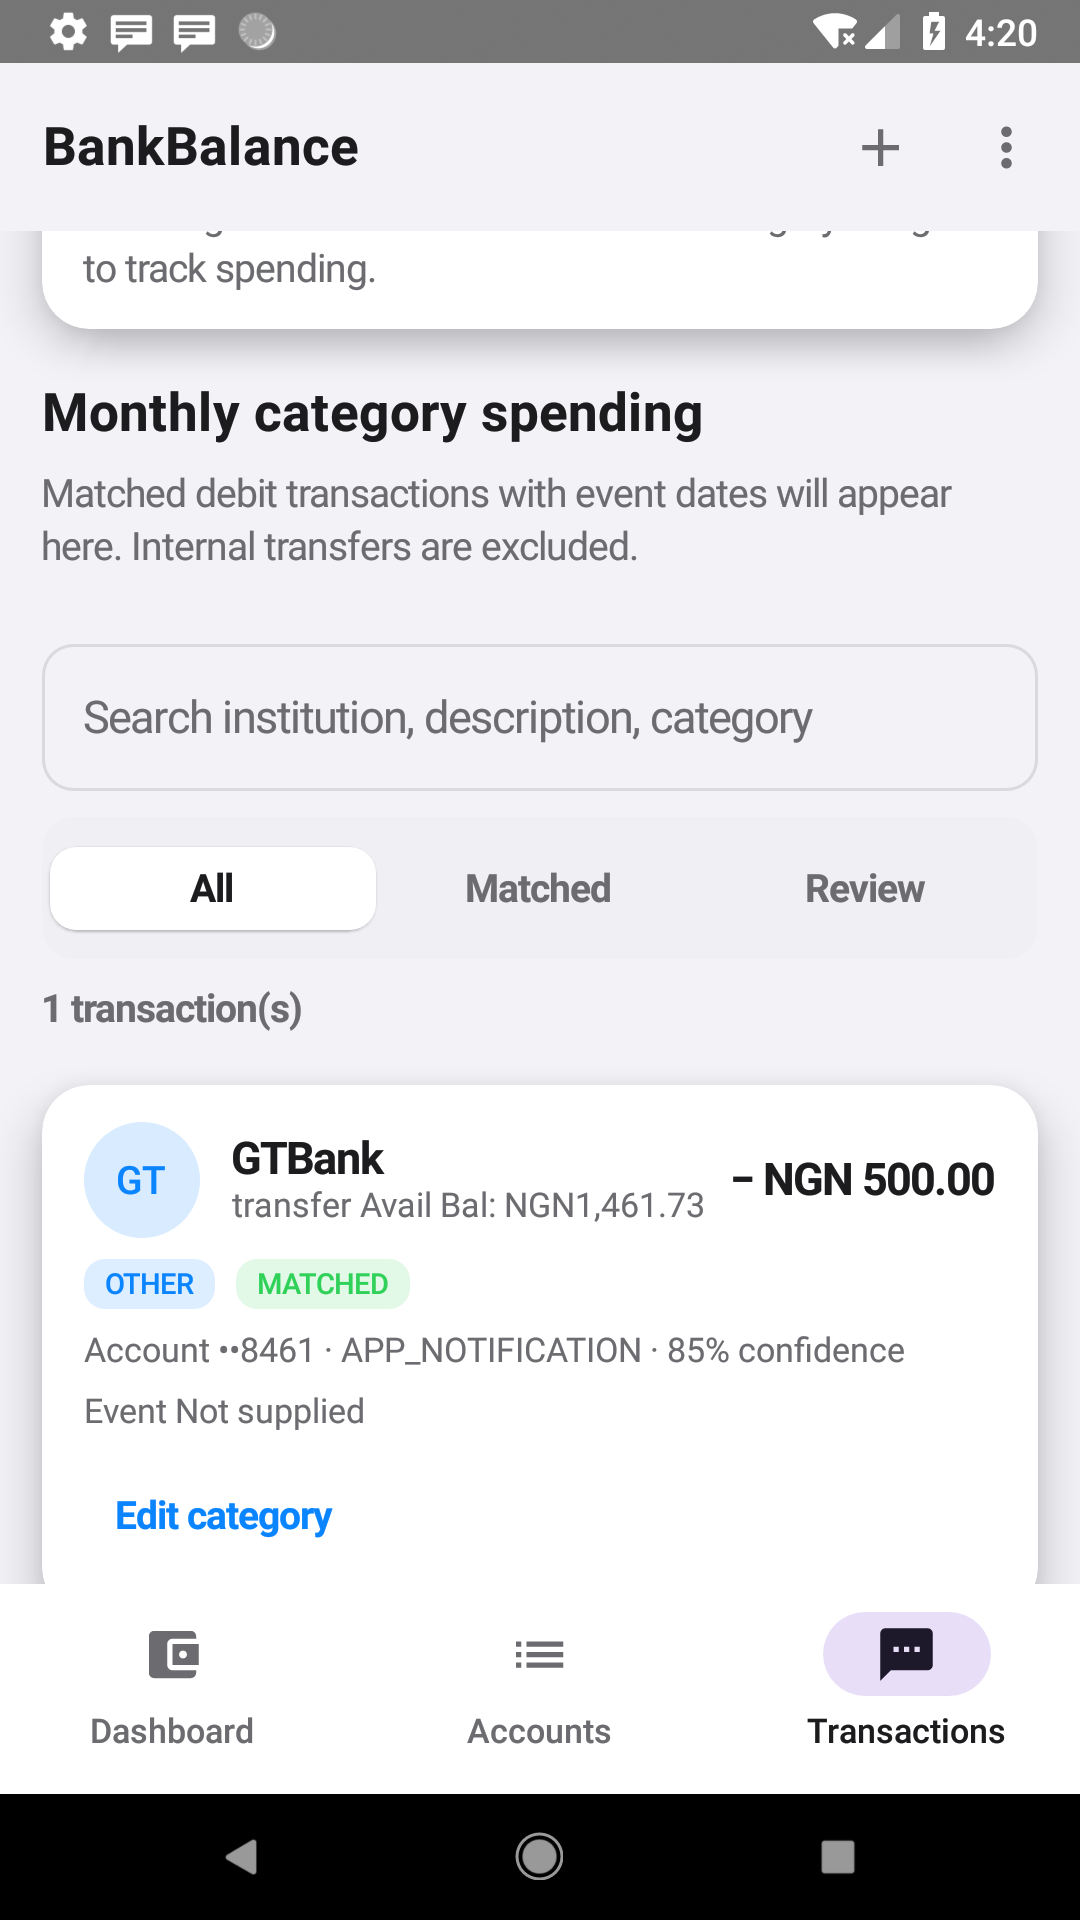 4:20
BankBalance
to track spending.
Monthly category spending
Matched debit transactions with event dates will appear
here. Internal transfers are excluded.
Search institution, description, category
All Matched Review
1 transaction(s)
GT
GTBank
transfer Avail Bal: NGN1,461.73
− NGN 500.00
OTHER MATCHED
Account ••8461 · APP_NOTIFICATION · 85% confidence
Event Not supplied
Edit category
Dashboard Accounts Transactions